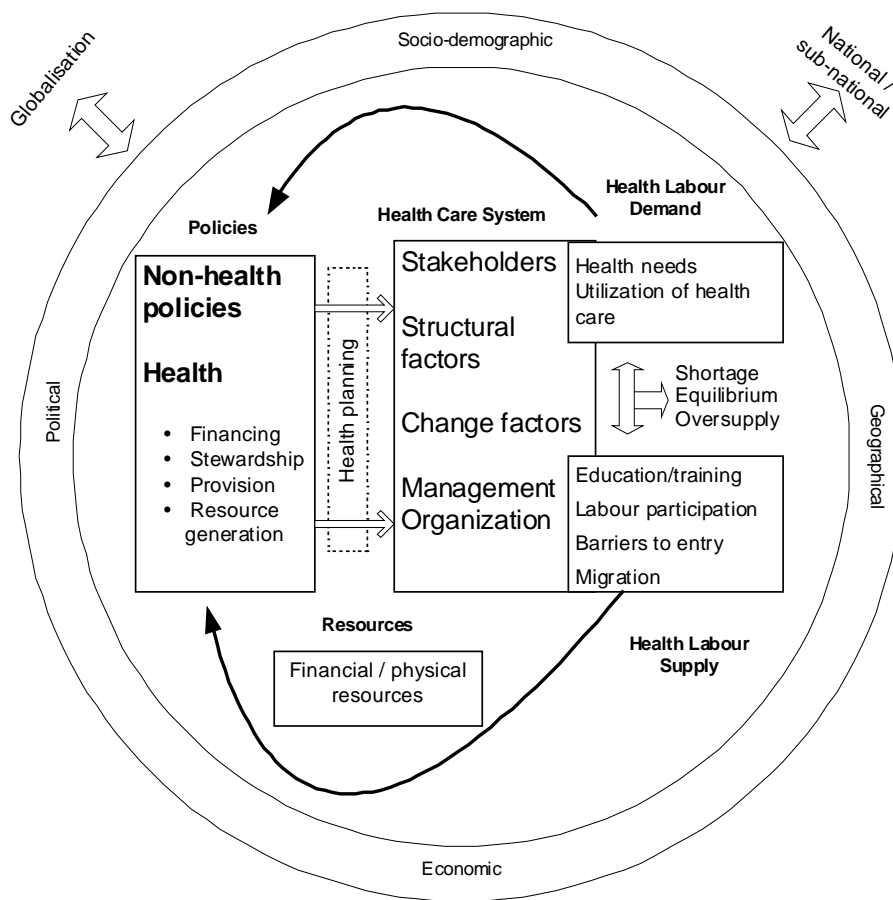 Socio-demographic
Globalisation
National /
sub-national
Health Labour
Demand
Policies
Health Care System
Non-health
policies
Health
• Financing
• Stewardship
• Provision
• Resource
generation
Health planning
Stakeholders
Structural
factors
Change factors
Management
Organization
Health needs
Utilization of health
care
Shortage
Equilibrium
Oversupply
Education/training
Labour participation
Barriers to entry
Migration
Political
Geographical
Resources
Financial / physical
resources
Health Labour
Supply
Economic